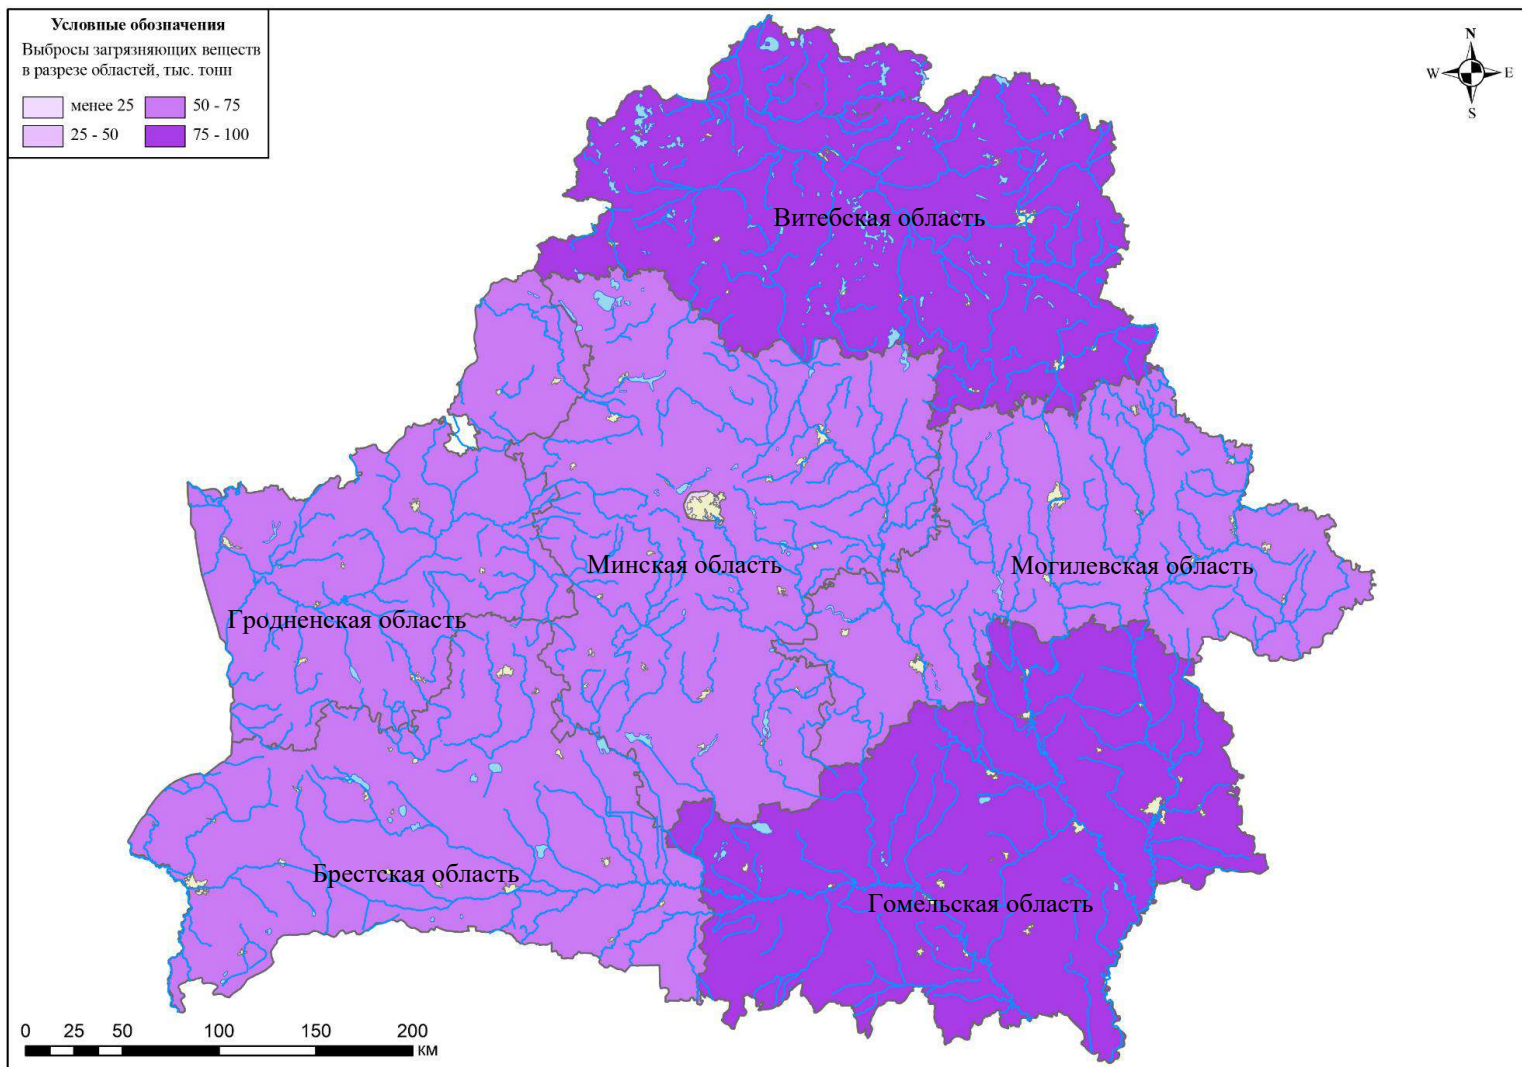 Условные обозначения
Выбросы загрязняющих веществ
в разрезе областей, тыс. тонн
менее 25
50 - 75
25 - 50
75 - 100
N
W
E
S
Витебская область
Минская область
Могилевская область
Гродненская область
Брестская область
Гомельская область
0 25 50 100 150 200
КМ